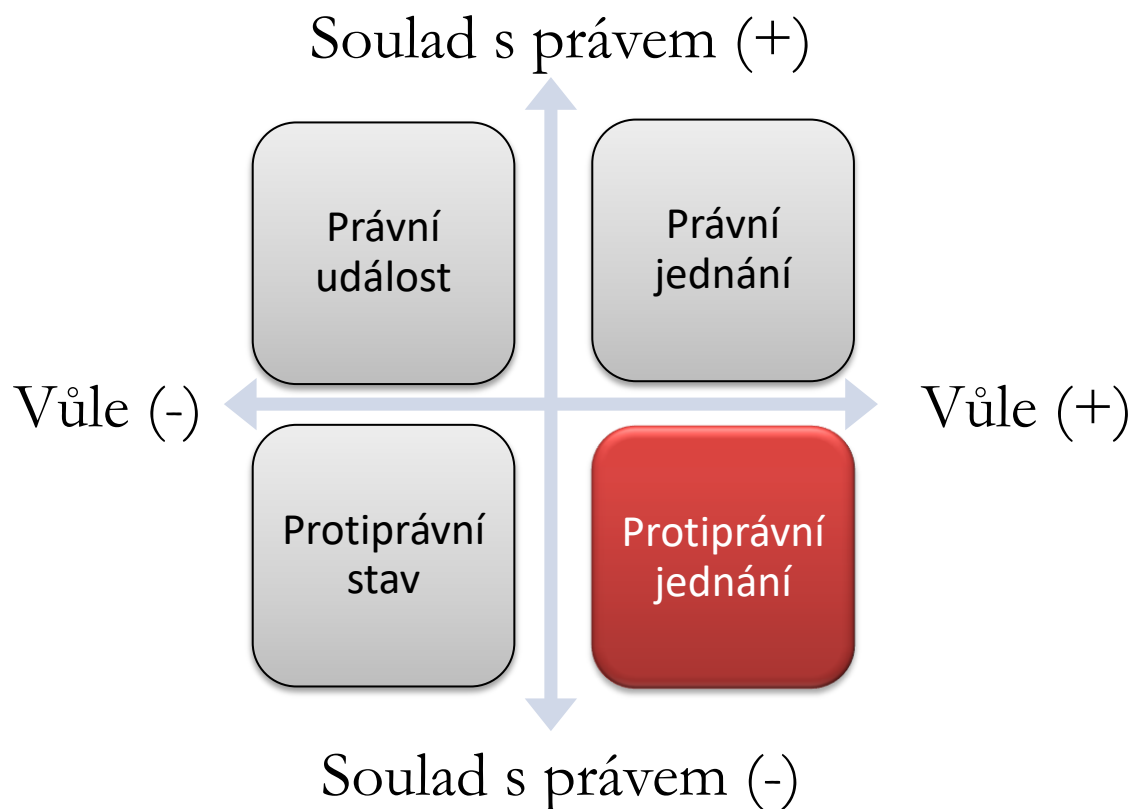 Soulad s právem (+)
Právní
událost
Právní
jednání
Vůle (-)
Vůle (+)
Protiprávní
stav
Protiprávní
jednání
Soulad s právem (-)